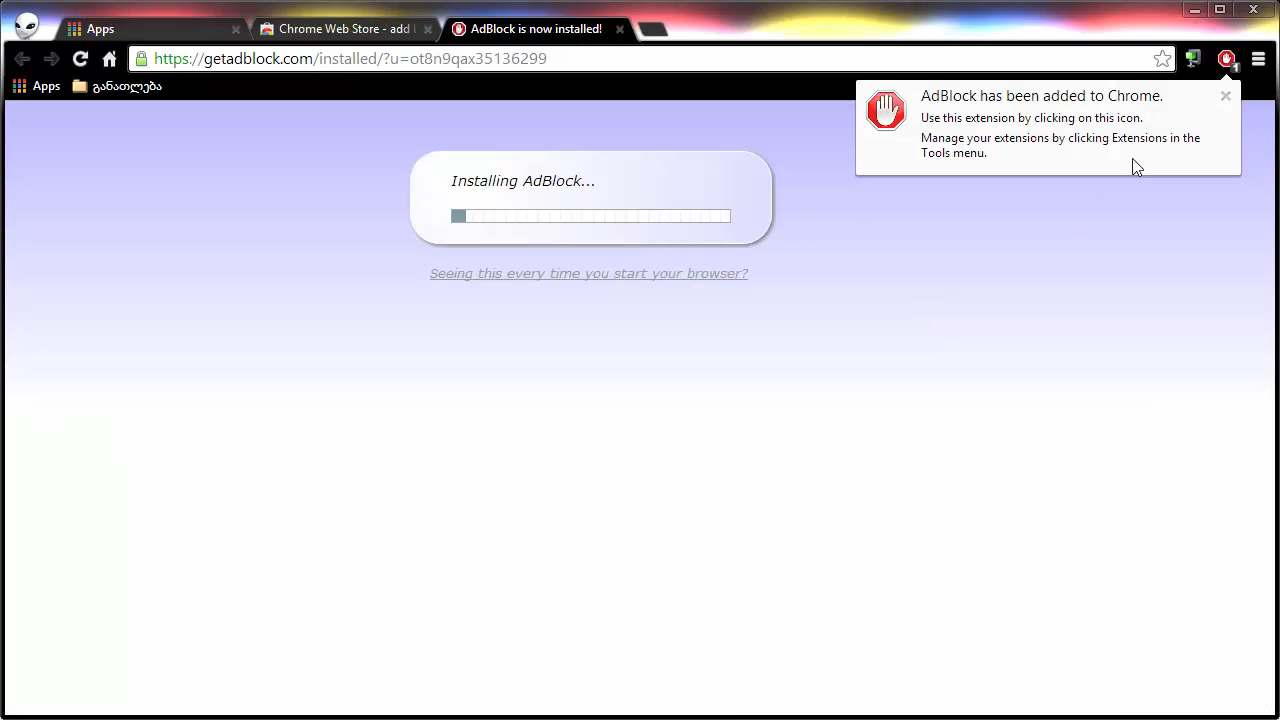 Apps
Chrome Web Store - add
AdBlock is now installed!
https://getadblock.com/installed/?u=ot8n9qax35136299
1
Apps
განათლება
AdBlock has been added to Chrome.
Use this extension by clicking on this icon.
Manage your extensions by clicking Extensions in the
Tools menu.
Installing AdBlock...
Seeing this every time you start your browser?